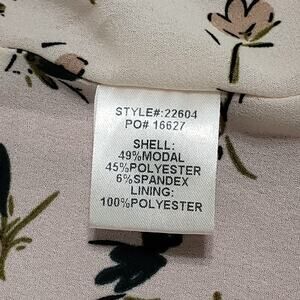 STYLE#:22604
PO# 16627
SHELL:
49%MODAL
45%POLYESTER
6%SPANDEX
LINING:
100%POLYESTER